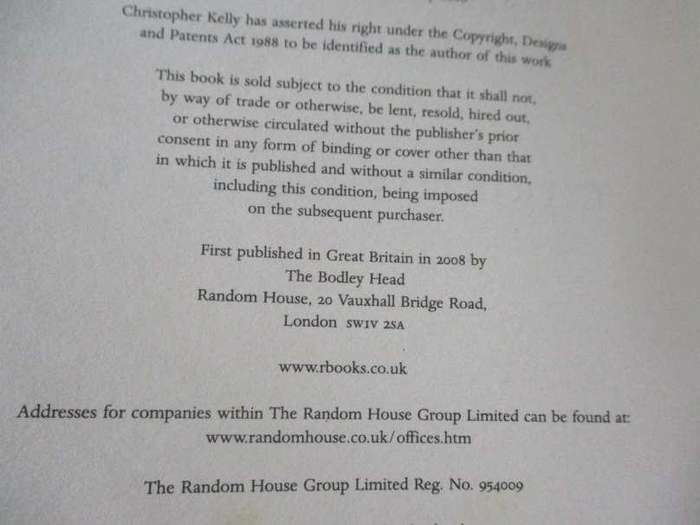 Christopher Kelly has asserted his right under the Copyright, Designs
and Patents Act 1988 to be identified as the author of this work
This book is sold subject to the condition that it shall not,
by way of trade or otherwise, be lent, resold, hired out,
or otherwise circulated without the publisher's prior
consent in any form of binding or cover other than that
in which it is published and without a similar condition,
including this condition, being imposed
on the subsequent purchaser.
First published in Great Britain in 2008 by
The Bodley Head
Random House, 20 Vauxhall Bridge Road,
London SW1V 2SA
www.rbooks.co.uk
Addresses for companies within The Random House Group Limited can be found at:
www.randomhouse.co.uk/offices.htm
The Random House Group Limited Reg. No. 954009